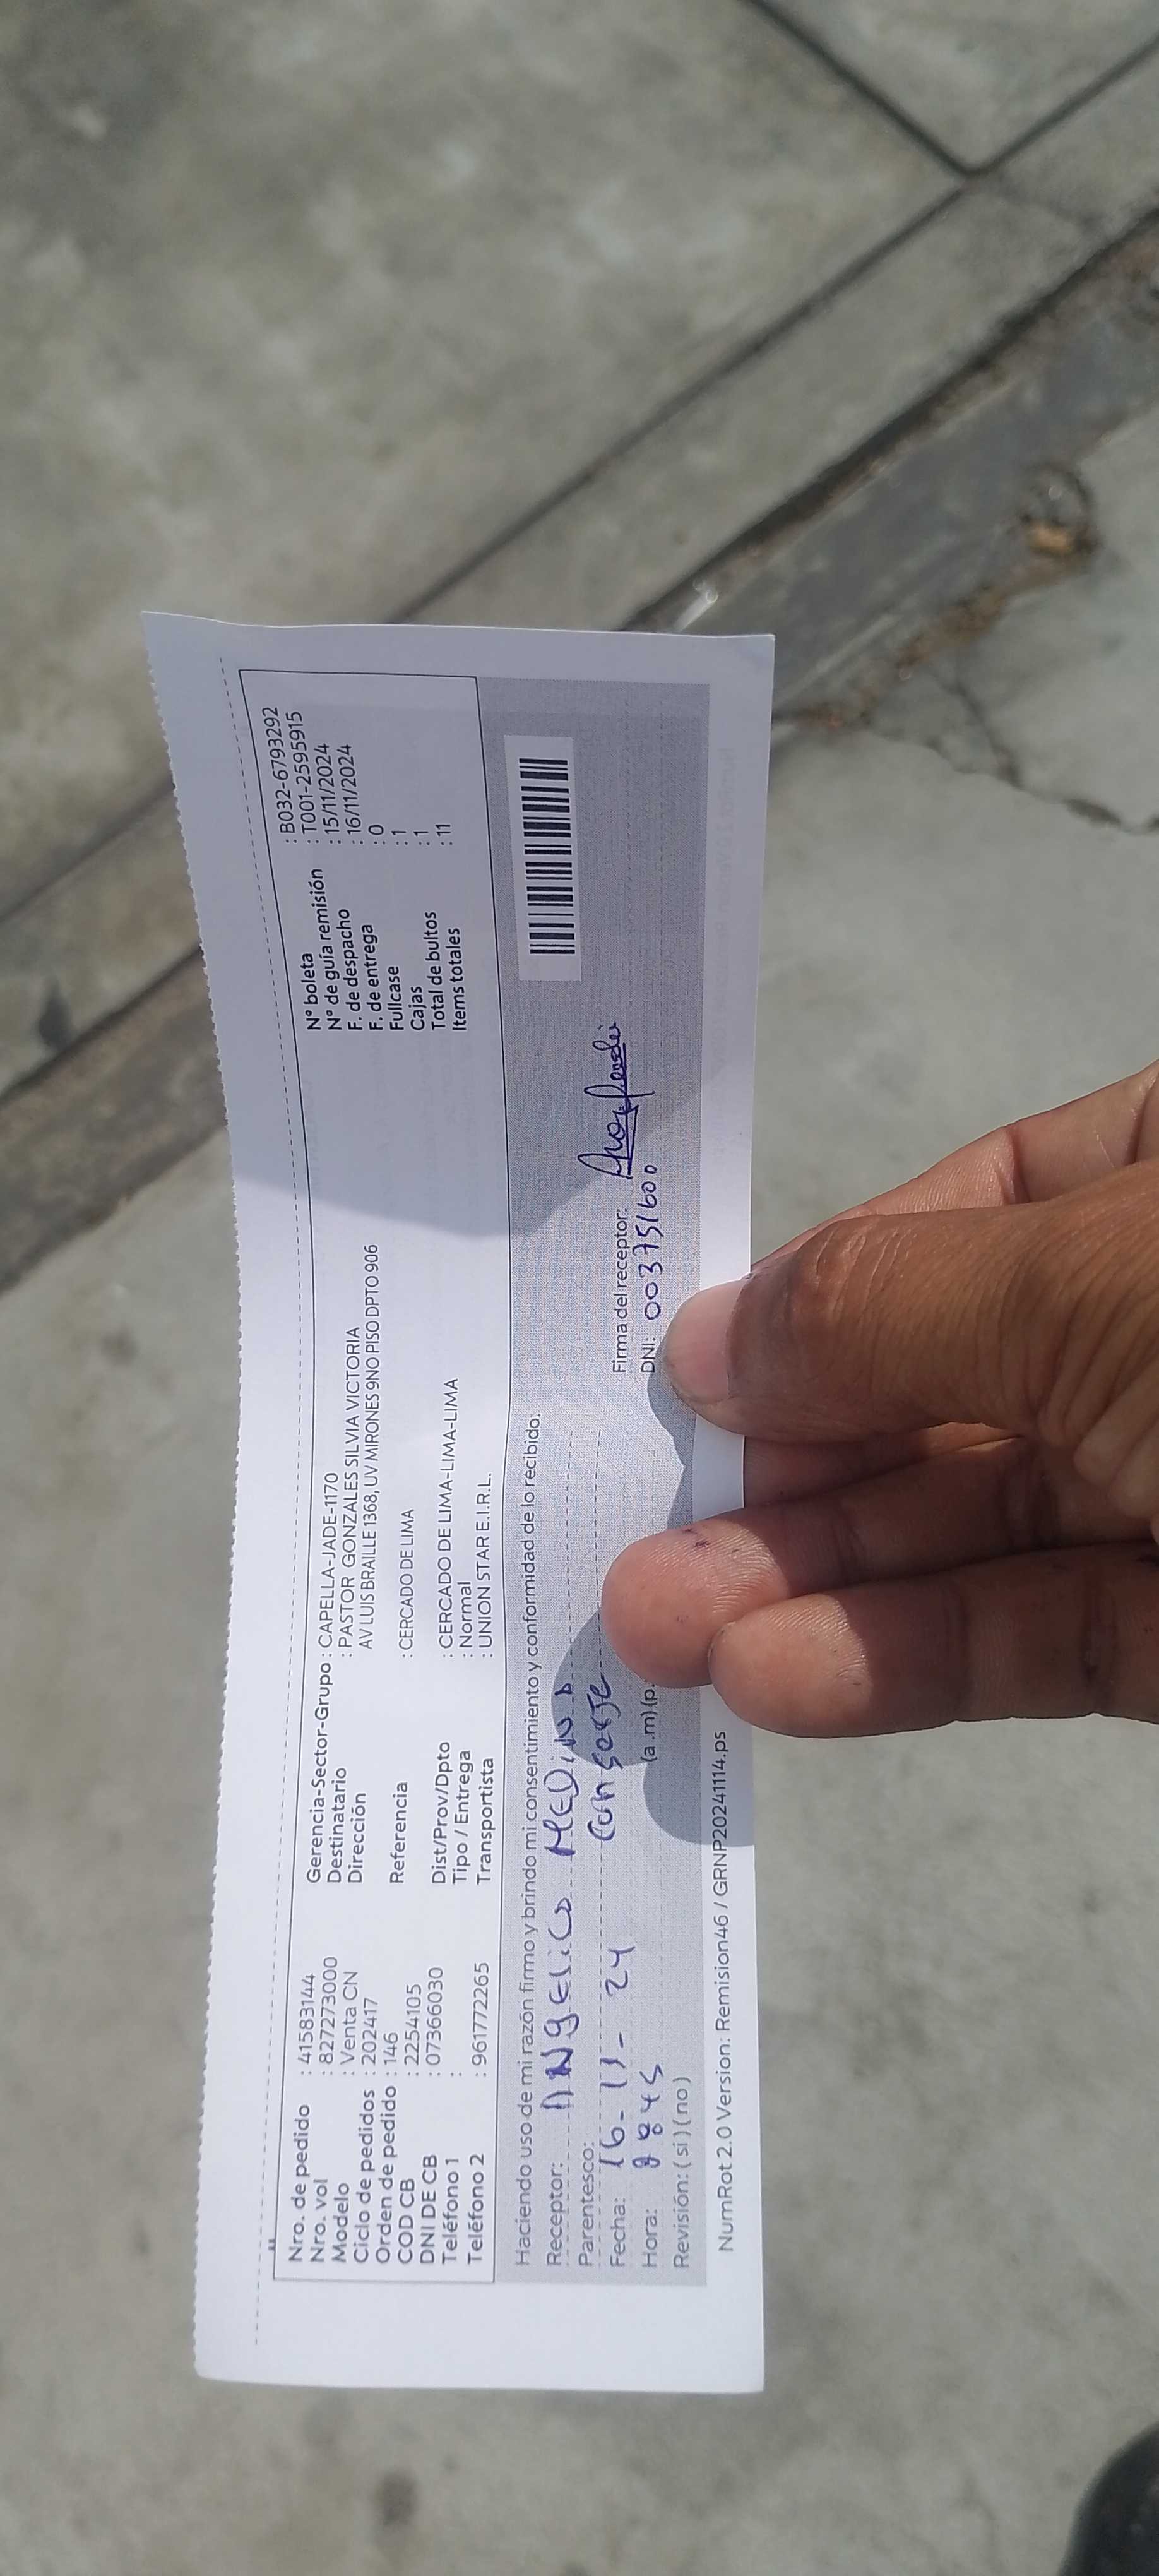 Nro. de pedido : 41583144
Nro. vol : 827273000
Modelo : Venta CN
Ciclo de pedidos : 202417
Orden de pedido : 146
COD CB : 2254105
DNI DE CB : 07366030
Teléfono 1 :
Teléfono 2 : 961772265
Gerencia-Sector-Grupo : CAPELLA-JADE-1170
Destinatario : PASTOR GONZALES SILVIA VICTORIA
Dirección AV LUIS BRAILLE 1368, UV MIRONES 9NO PISO DPTO 906
Referencia : CERCADO DE LIMA
Dist/Prov/Dpto : CERCADO DE LIMA-LIMA-LIMA
Tipo / Entrega : Normal
Transportista : UNION STAR E.I.R.L.
N° boleta : B032-6793292
N° de guía remisión : T001-2595915
F. de despacho : 15/11/2024
F. de entrega : 16/11/2024
Fullcase : 0
Cajas : 1
Total de bultos : 1
Items totales : 11
Haciendo uso de mi razón firmo y brindo mi consentimiento y conformidad de lo recibido:
Receptor: ANgELiCO MEDiNA
Parentesco: Conserje
Fecha: 16-11-24
Hora: (a.m) (p.
Revisión: ( si ) ( no )
Firma del receptor:
DNI: 003751600
NumRot 2.0 Version: Remision46 / GRNP20241114.ps